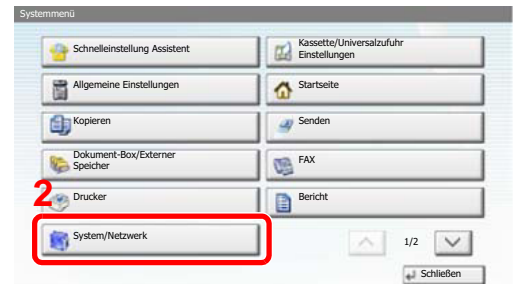 Systemmenü
Schnelleinstellung Assistent
Kassette/Universalzufuhr
Einstellungen
Allgemeine Einstellungen
Startseite
Kopieren
Senden
Dokument-Box/Externer
Speicher
FAX
2
Drucker
Bericht
System/Netzwerk
1/2
Schließen